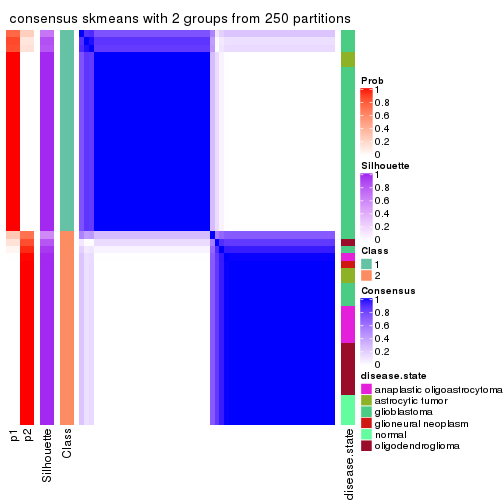 consensus skmeans with 2 groups from 250 partitions
Prob
1
0.8
0.6
0.4
0.2
0
Silhouette
1
0.8
0.6
0.4
0.2
0
Class
1
2
Consensus
1
0.8
0.6
0.4
0.2
0
disease.state
anaplastic oligoastrocytoma
astrocytic tumor
glioblastoma
glioneural neoplasm
normal
oligodendroglioma
p1
p2
Silhouette
Class
disease.state